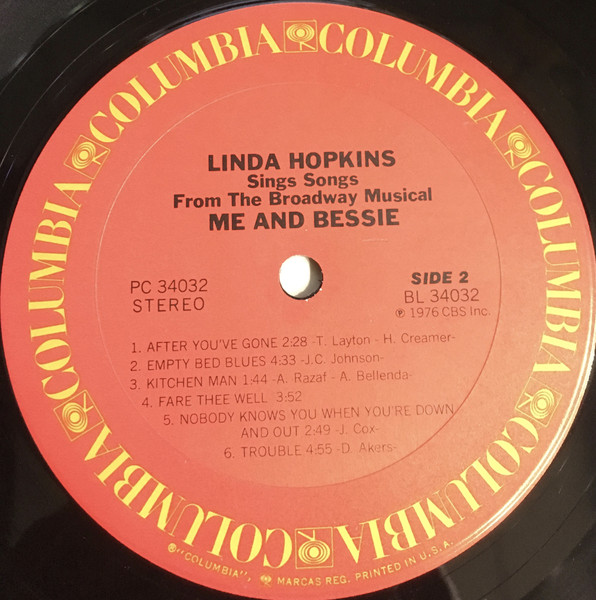 COLUMBIA COLUMBIA COLUMBIA COLUMBIA COLUMBIA COLUMBIA COLUMBIA COLUMBIA
LINDA HOPKINS
Sings Songs
From The Broadway Musical
ME AND BESSIE
PC 34032
STEREO
SIDE 2
BL 34032
℗ 1976 CBS Inc.
1. AFTER YOU'VE GONE 2:28 -T. Layton - H. Creamer-
2. EMPTY BED BLUES 4:33 -J.C. Johnson-
3. KITCHEN MAN 1:44 -A. Razaf - A. Bellenda-
4. FARE THEE WELL 3:52
5. NOBODY KNOWS YOU WHEN YOU'RE DOWN
AND OUT 2:49 -J. Cox-
6. TROUBLE 4:55 -D. Akers-
®"COLUMBIA", MARCAS REG. PRINTED IN U.S.A.